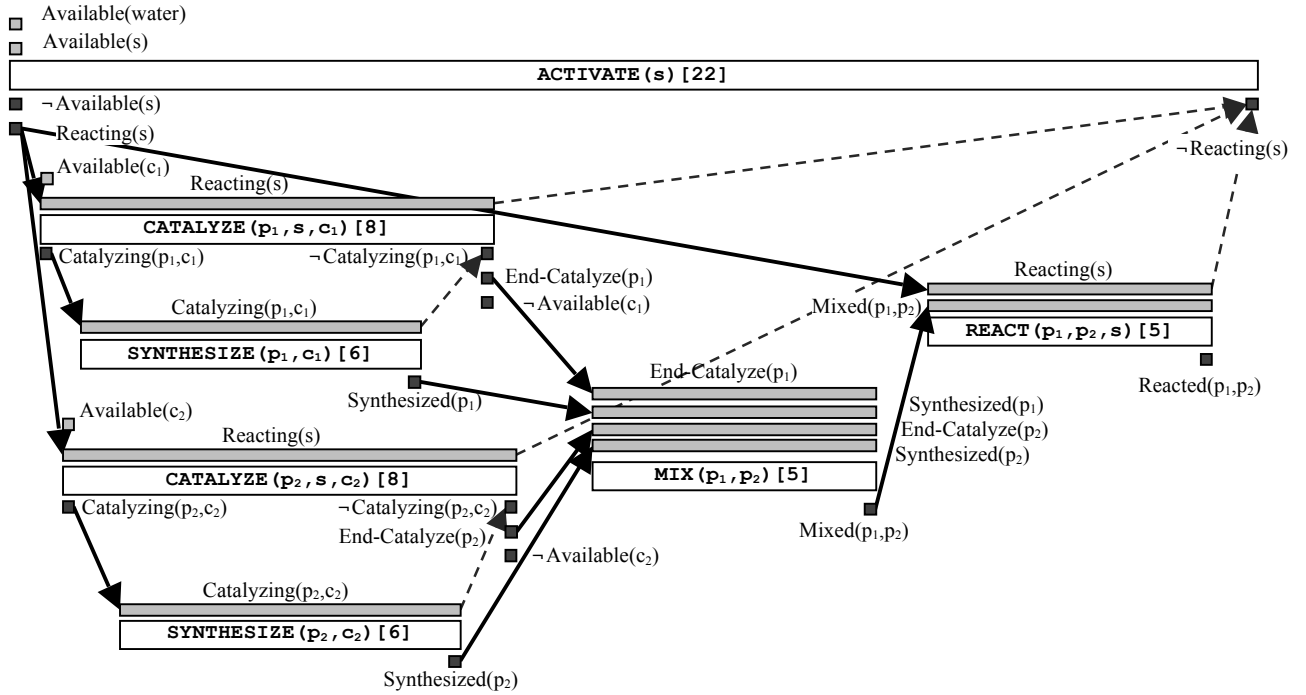 Available(water)
Available(s)
ACTIVATE(s)[22]
¬Available(s)
Reacting(s)
¬Reacting(s)
Available(c₁)
Reacting(s)
CATALYZE(p₁,s,c₁)[8]
Catalyzing(p₁,c₁)
¬Catalyzing(p₁,c₁)
End-Catalyze(p₁)
¬Available(c₁)
Reacting(s)
Mixed(p₁,p₂)
REACT(p₁,p₂,s)[5]
Reacted(p₁,p₂)
Catalyzing(p₁,c₁)
SYNTHESIZE(p₁,c₁)[6]
Synthesized(p₁)
End-Catalyze(p₁)
Synthesized(p₁)
End-Catalyze(p₂)
Synthesized(p₂)
MIX(p₁,p₂)[5]
Mixed(p₁,p₂)
Available(c₂)
Reacting(s)
CATALYZE(p₂,s,c₂)[8]
Catalyzing(p₂,c₂)
¬Catalyzing(p₂,c₂)
End-Catalyze(p₂)
¬Available(c₂)
Catalyzing(p₂,c₂)
SYNTHESIZE(p₂,c₂)[6]
Synthesized(p₂)